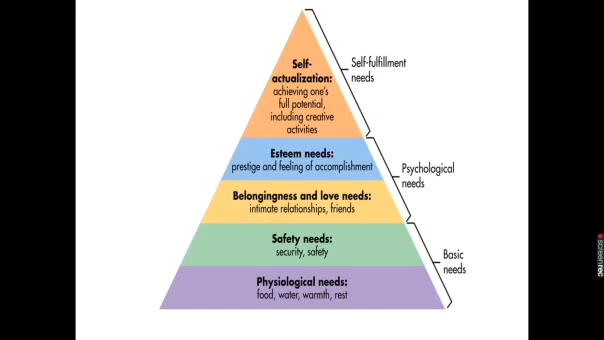 Self-
actualization:
achieving one's
full potential,
including creative
activities
Self-fulfillment
needs
Esteem needs:
prestige and feeling of accomplishment
Psychological
needs
Belongingness and love needs:
intimate relationships, friends
Safety needs:
security, safety
Basic
needs
Physiological needs:
food, water, warmth, rest
screenrec